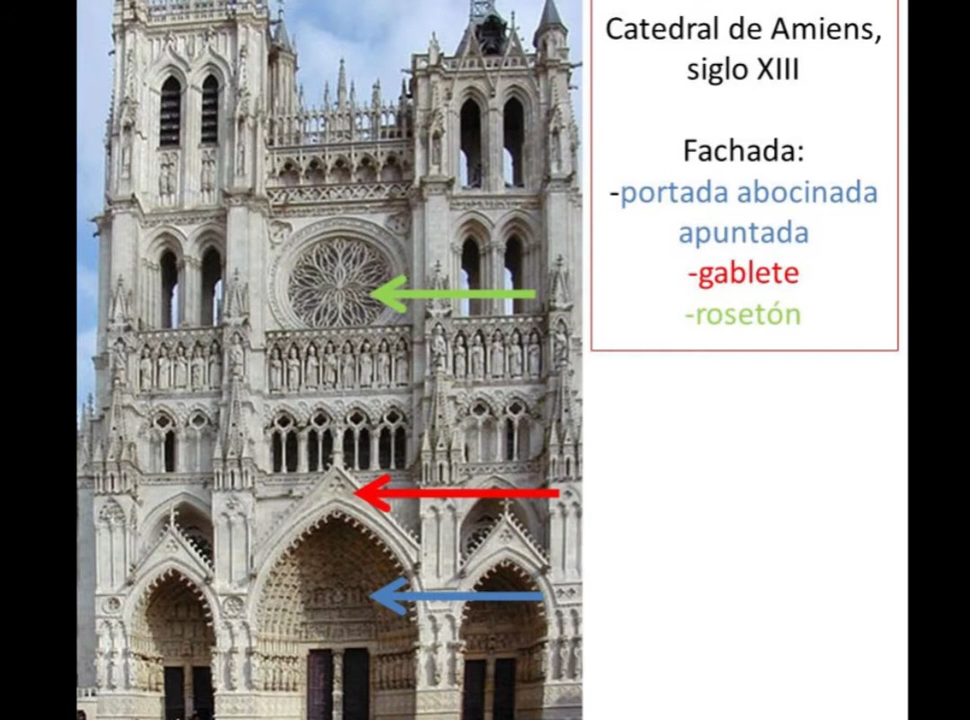 Catedral de Amiens,
siglo XIII
Fachada:
-portada abocinada
apuntada
-gablete
-rosetón